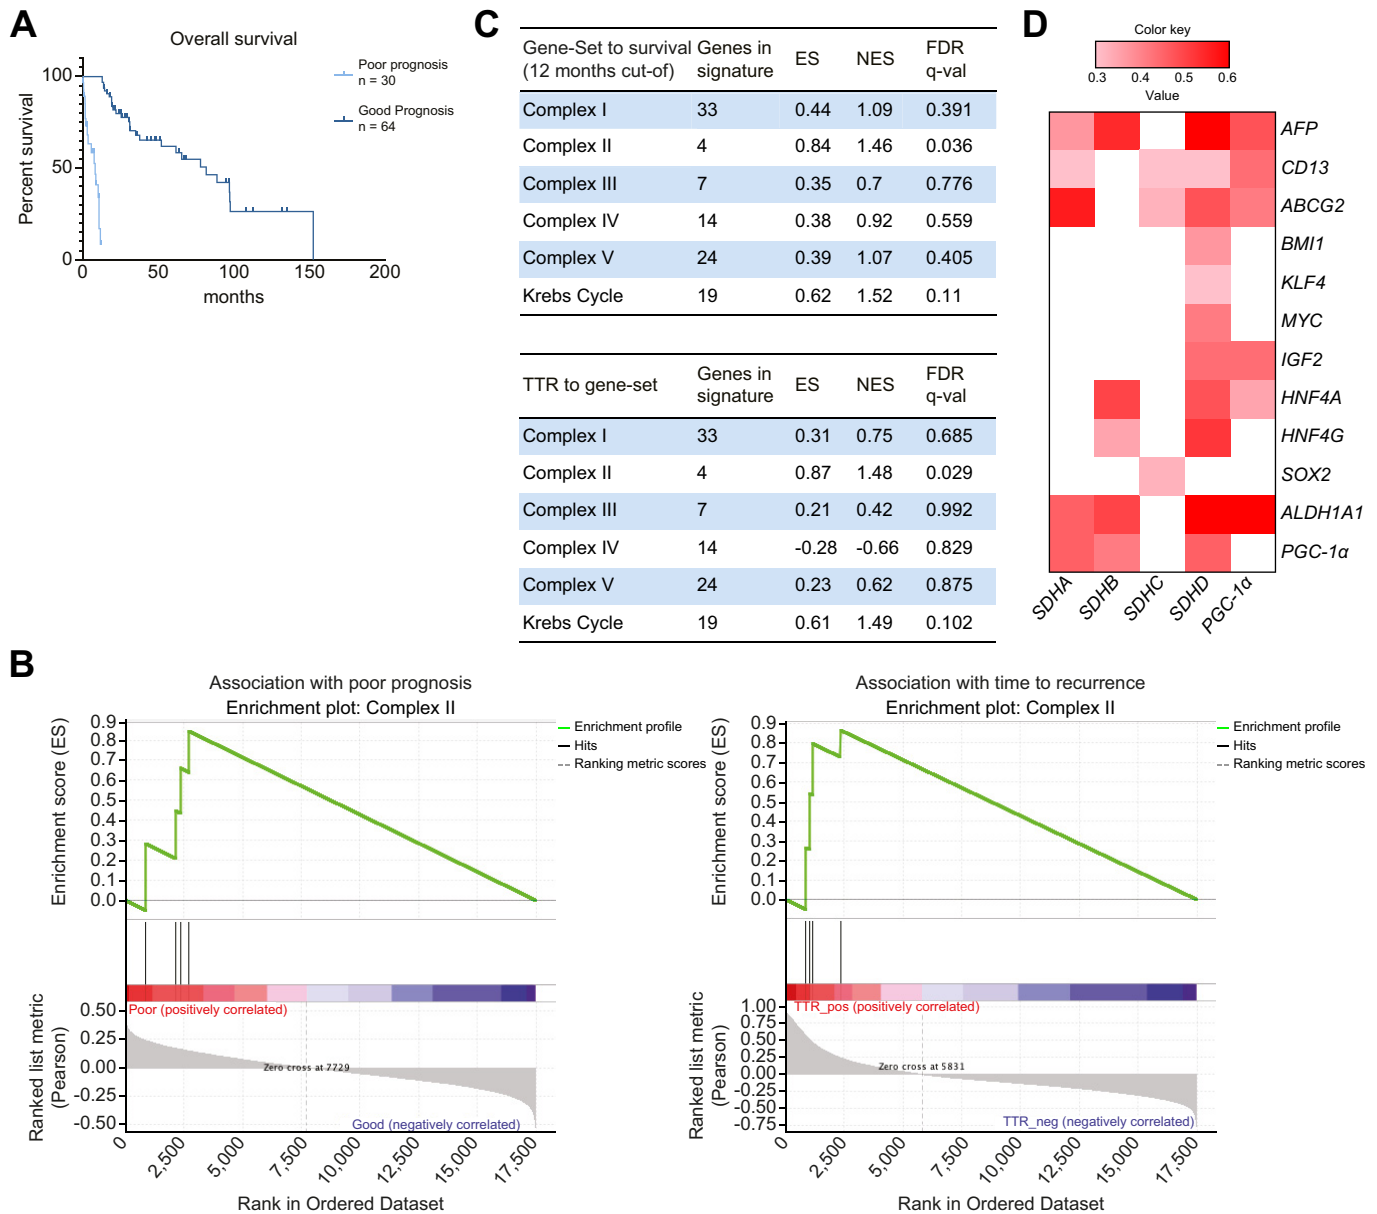 A
Overall survival
Poor prognosis
n = 30
Good Prognosis
n = 64
Percent survival
100
50
0
0 50 100 150 200
months
C
Gene-Set to survival (12 months cut-of) Genes in signature ES NES FDR q-val
Complex I 33 0.44 1.09 0.391
Complex II 4 0.84 1.46 0.036
Complex III 7 0.35 0.7 0.776
Complex IV 14 0.38 0.92 0.559
Complex V 24 0.39 1.07 0.405
Krebs Cycle 19 0.62 1.52 0.11
TTR to gene-set Genes in signature ES NES FDR q-val
Complex I 33 0.31 0.75 0.685
Complex II 4 0.87 1.48 0.029
Complex III 7 0.21 0.42 0.992
Complex IV 14 -0.28 -0.66 0.829
Complex V 24 0.23 0.62 0.875
Krebs Cycle 19 0.61 1.49 0.102
D
Color key
0.3 0.4 0.5 0.6
Value
AFP
CD13
ABCG2
BMI1
KLF4
MYC
IGF2
HNF4A
HNF4G
SOX2
ALDH1A1
PGC-1α
SDHA SDHB SDHC SDHD PGC-1α
B
Association with poor prognosis
Enrichment plot: Complex II
Enrichment score (ES)
0.9
0.8
0.7
0.6
0.5
0.4
0.3
0.2
0.1
0.0
Enrichment profile
Hits
Ranking metric scores
Poor (positively correlated)
Ranked list metric (Pearson)
0.50
0.25
0.00
-0.25
-0.50
Zero cross at 7729
Good (negatively correlated)
0 2,500 5,000 7,500 10,000 12,500 15,000 17,500
Rank in Ordered Dataset
Association with time to recurrence
Enrichment plot: Complex II
Enrichment score (ES)
0.9
0.8
0.7
0.6
0.5
0.4
0.3
0.2
0.1
0.0
Enrichment profile
Hits
Ranking metric scores
TTR_pos (positively correlated)
Ranked list metric (Pearson)
1.00
0.75
0.50
0.25
0.00
-0.25
-0.50
-0.75
Zero cross at 5831
TTR_neg (negatively correlated)
0 2,500 5,000 7,500 10,000 12,500 15,000 17,500
Rank in Ordered Dataset